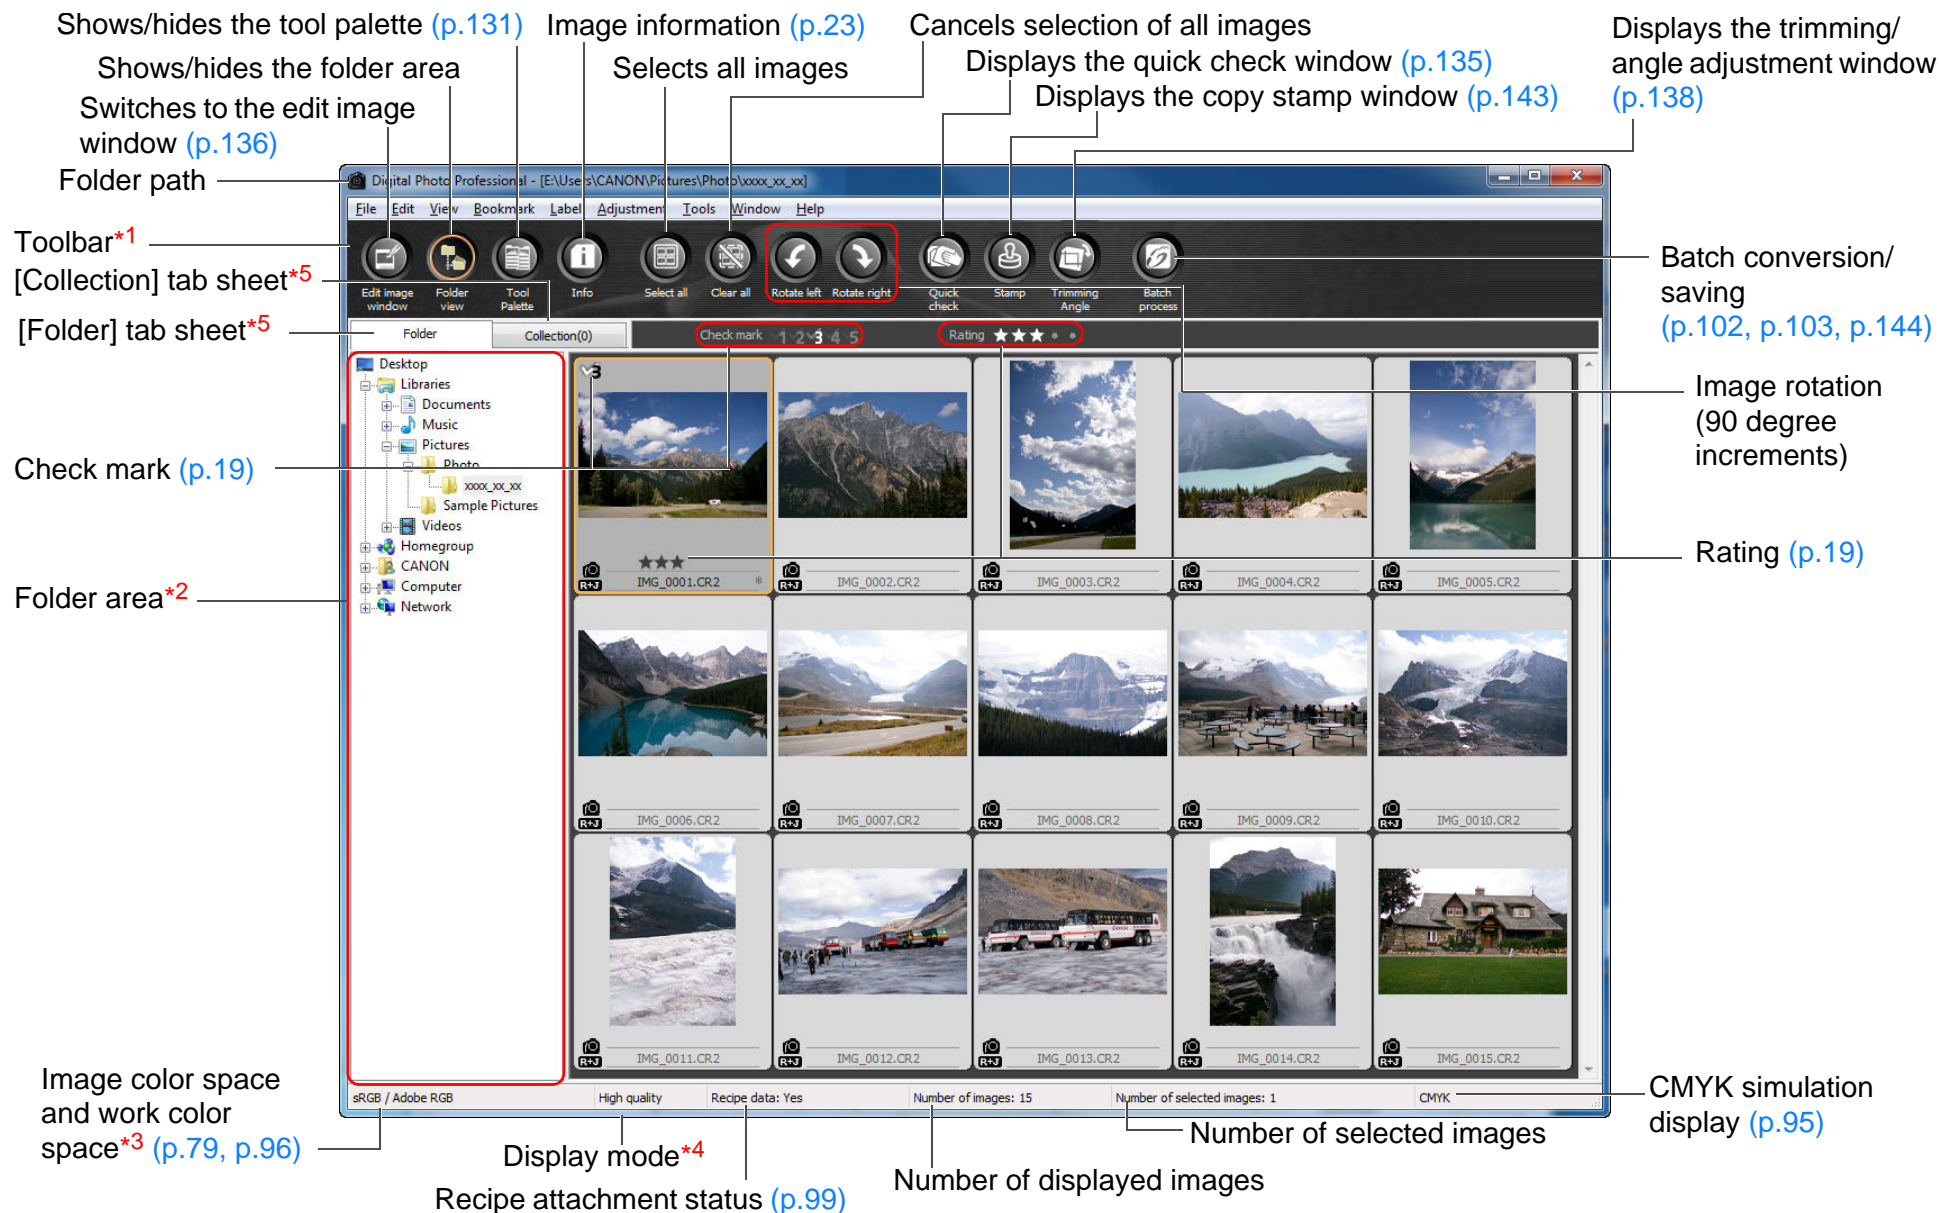 Shows/hides the tool palette (p.131)
Image information (p.23)
Cancels selection of all images
Displays the trimming/
angle adjustment window
(p.138)
Shows/hides the folder area
Selects all images
Displays the quick check window (p.135)
Switches to the edit image
window (p.136)
Displays the copy stamp window (p.143)
Folder path
Digital Photo Professional - [E:\Users\CANON\Pictures\Photo\xxxx_xx_xx]
File Edit View Bookmark Label Adjustment Tools Window Help
Toolbar*1
[Collection] tab sheet*5
[Folder] tab sheet*5
Edit image
window
Folder
view
Tool
Palette
Info
Select all
Clear all
Rotate left
Rotate right
Quick
check
Stamp
Trimming
Angle
Batch
process
Batch conversion/
saving
(p.102, p.103, p.144)
Folder
Collection(0)
Check mark 1 2 3 4 5
Rating
Desktop
Libraries
Documents
Music
Pictures
Photo
xxxx_xx_xx
Sample Pictures
Videos
Homegroup
CANON
Computer
Network
3
Image rotation
(90 degree
increments)
Check mark (p.19)
Rating (p.19)
Folder area*2
R+J IMG_0001.CR2 *
R+J IMG_0002.CR2
R+J IMG_0003.CR2
R+J IMG_0004.CR2
R+J IMG_0005.CR2
R+J IMG_0006.CR2
R+J IMG_0007.CR2
R+J IMG_0008.CR2
R+J IMG_0009.CR2
R+J IMG_0010.CR2
R+J IMG_0011.CR2
R+J IMG_0012.CR2
R+J IMG_0013.CR2
R+J IMG_0014.CR2
R+J IMG_0015.CR2
sRGB / Adobe RGB
High quality
Recipe data: Yes
Number of images: 15
Number of selected images: 1
CMYK
Image color space
and work color
space*3 (p.79, p.96)
Display mode*4
Recipe attachment status (p.99)
Number of displayed images
Number of selected images
CMYK simulation
display (p.95)